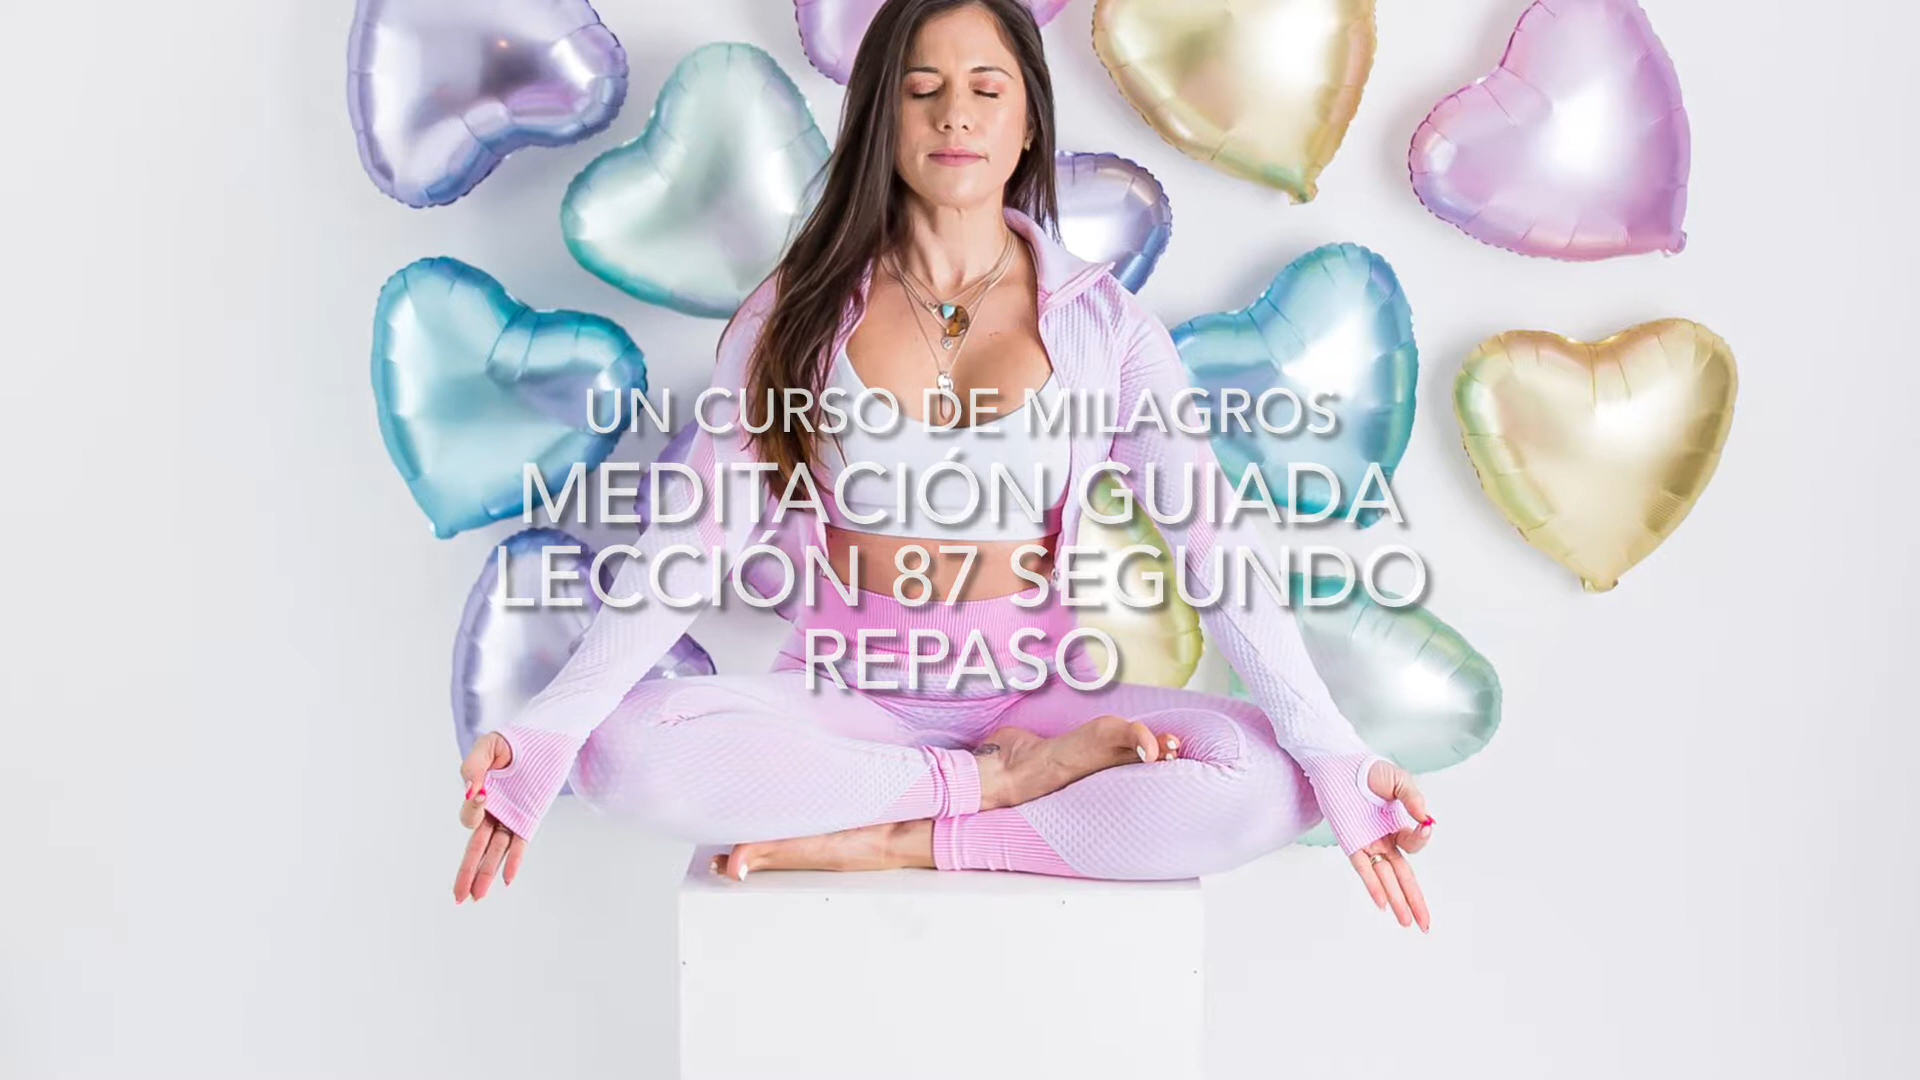 UN CURSO DE MILAGROS
MEDITACIÓN GUIADA
LECCIÓN 87 SEGUNDO
REPASO